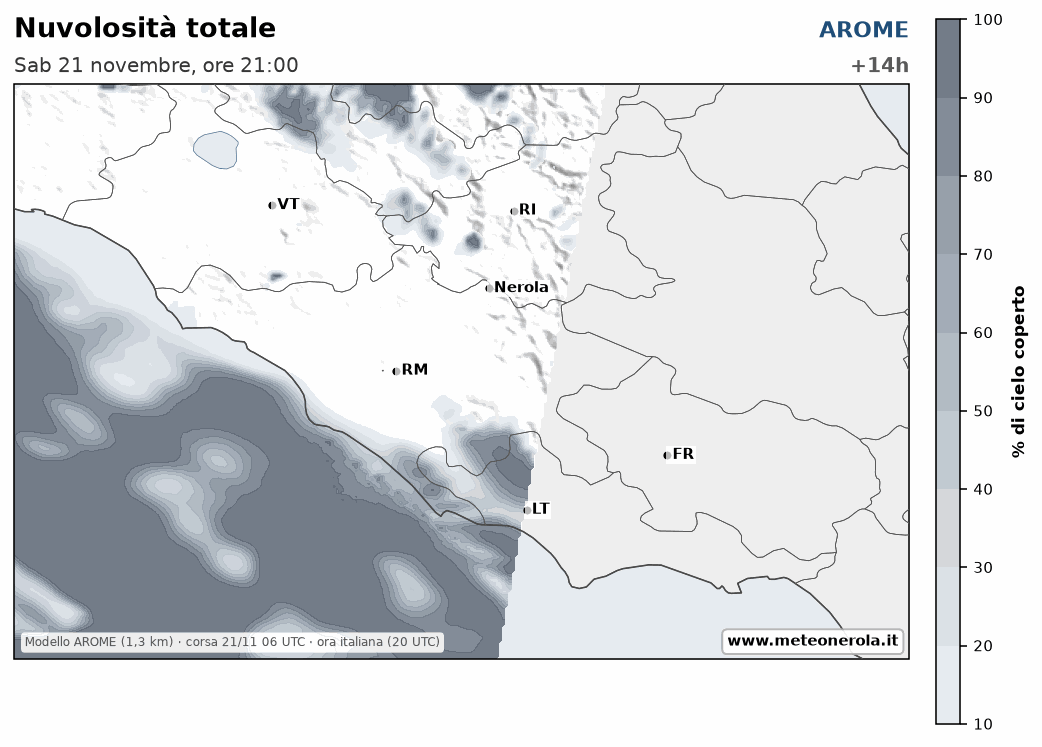 Nuvolosità totale
AROME
Sab 21 novembre, ore 21:00
+14h
VT
RI
Nerola
RM
FR
LT
Modello AROME (1,3 km) · corsa 21/11 06 UTC · ora italiana (20 UTC)
www.meteonerola.it
100
90
80
70
60
50
40
30
20
10
% di cielo coperto